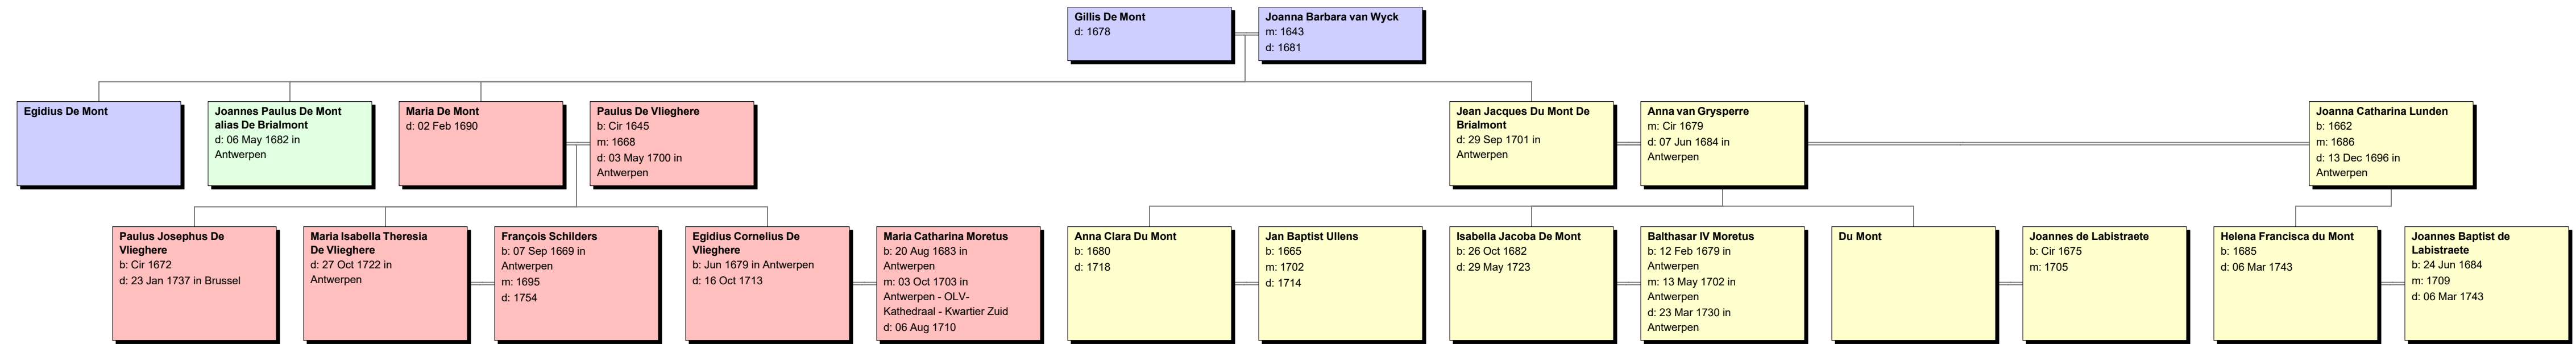 Gillis De Mont
d: 1678
Joanna Barbara van Wyck
m: 1643
d: 1681
Egidius De Mont
Joannes Paulus De Mont
alias De Brialmont
d: 06 May 1682 in
Antwerpen
Maria De Mont
d: 02 Feb 1690
Paulus De Vlieghere
b: Cir 1645
m: 1668
d: 03 May 1700 in
Antwerpen
Jean Jacques Du Mont De
Brialmont
d: 29 Sep 1701 in
Antwerpen
Anna van Grysperre
m: Cir 1679
d: 07 Jun 1684 in
Antwerpen
Joanna Catharina Lunden
b: 1662
m: 1686
d: 13 Dec 1696 in
Antwerpen
Paulus Josephus De
Vlieghere
b: Cir 1672
d: 23 Jan 1737 in Brussel
Maria Isabella Theresia
De Vlieghere
d: 27 Oct 1722 in
Antwerpen
François Schilders
b: 07 Sep 1669 in
Antwerpen
m: 1695
d: 1754
Egidius Cornelius De
Vlieghere
b: Jun 1679 in Antwerpen
d: 16 Oct 1713
Maria Catharina Moretus
b: 20 Aug 1683 in
Antwerpen
m: 03 Oct 1703 in
Antwerpen - OLV-
Kathedraal - Kwartier Zuid
d: 06 Aug 1710
Anna Clara Du Mont
b: 1680
d: 1718
Jan Baptist Ullens
b: 1665
m: 1702
d: 1714
Isabella Jacoba De Mont
b: 26 Oct 1682
d: 29 May 1723
Balthasar IV Moretus
b: 12 Feb 1679 in
Antwerpen
m: 13 May 1702 in
Antwerpen
d: 23 Mar 1730 in
Antwerpen
Du Mont
Joannes de Labistraete
b: Cir 1675
m: 1705
Helena Francisca du Mont
b: 1685
d: 06 Mar 1743
Joannes Baptist de
Labistraete
b: 24 Jun 1684
m: 1709
d: 06 Mar 1743